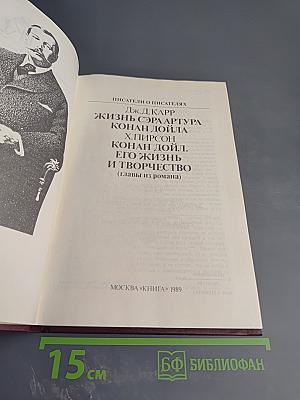 ПИСАТЕЛИ О ПИСАТЕЛЯХ
ДЖ.Д.КАРР
ЖИЗНЬ СЭРА АРТУРА
КОНАН ДОЙЛА
Х.ПИРСОН
КОНАН ДОЙЛ.
ЕГО ЖИЗНЬ
И ТВОРЧЕСТВО
(главы из романа)
МОСКВА «КНИГА» 1989
15 см
БФ БИБЛИОФАН